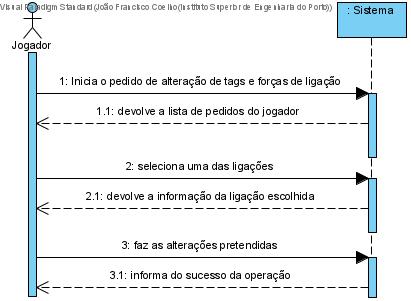 Visual Paradigm Standard (João Francisco Coelho(Instituto Superior de Engenharia do Porto))
: Sistema
Jogador
1: Inicia o pedido de alteração de tags e forças de ligação
1.1: devolve a lista de pedidos do jogador
2: seleciona uma das ligações
2.1: devolve a informação da ligação escolhida
3: faz as alterações pretendidas
3.1: informa do sucesso da operação